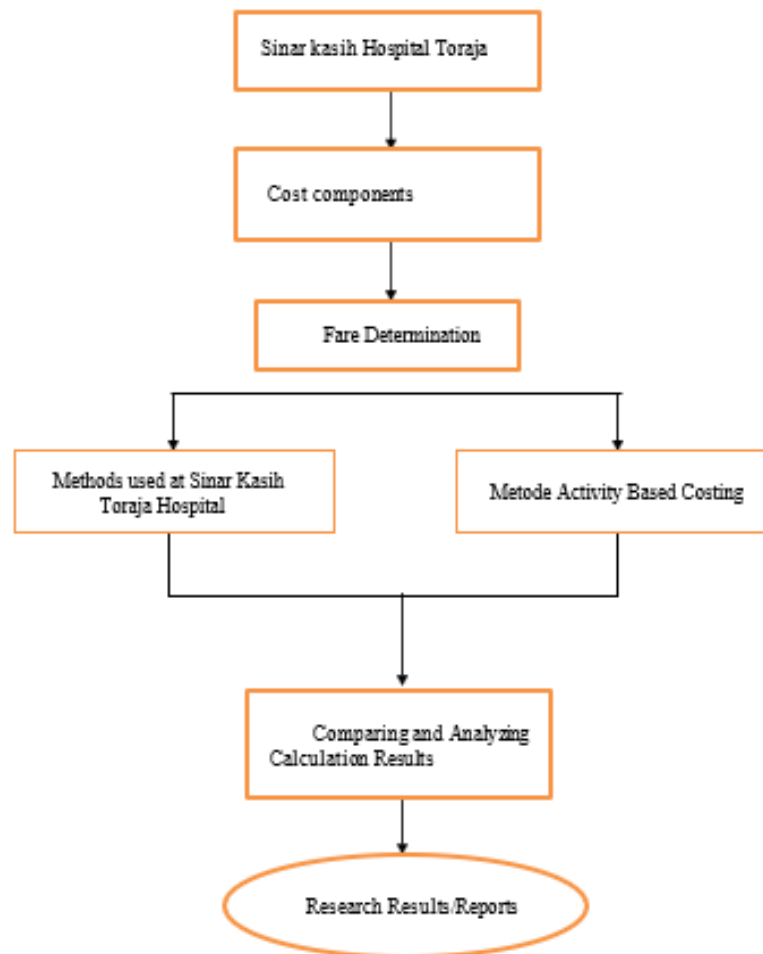 Sinar kasih Hospital Toraja
Cost components
Fare Determination
Methods used at Sinar Kasih
Toraja Hospital
Metode Activity Based Costing
Comparing and Analyzing
Calculation Results
Research Results/Reports